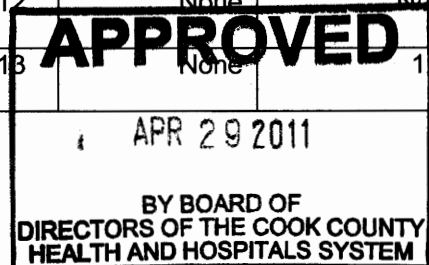 12 None
APPROVED
13 None 1
APR 29 2011
BY BOARD OF
DIRECTORS OF THE COOK COUNTY
HEALTH AND HOSPITALS SYSTEM